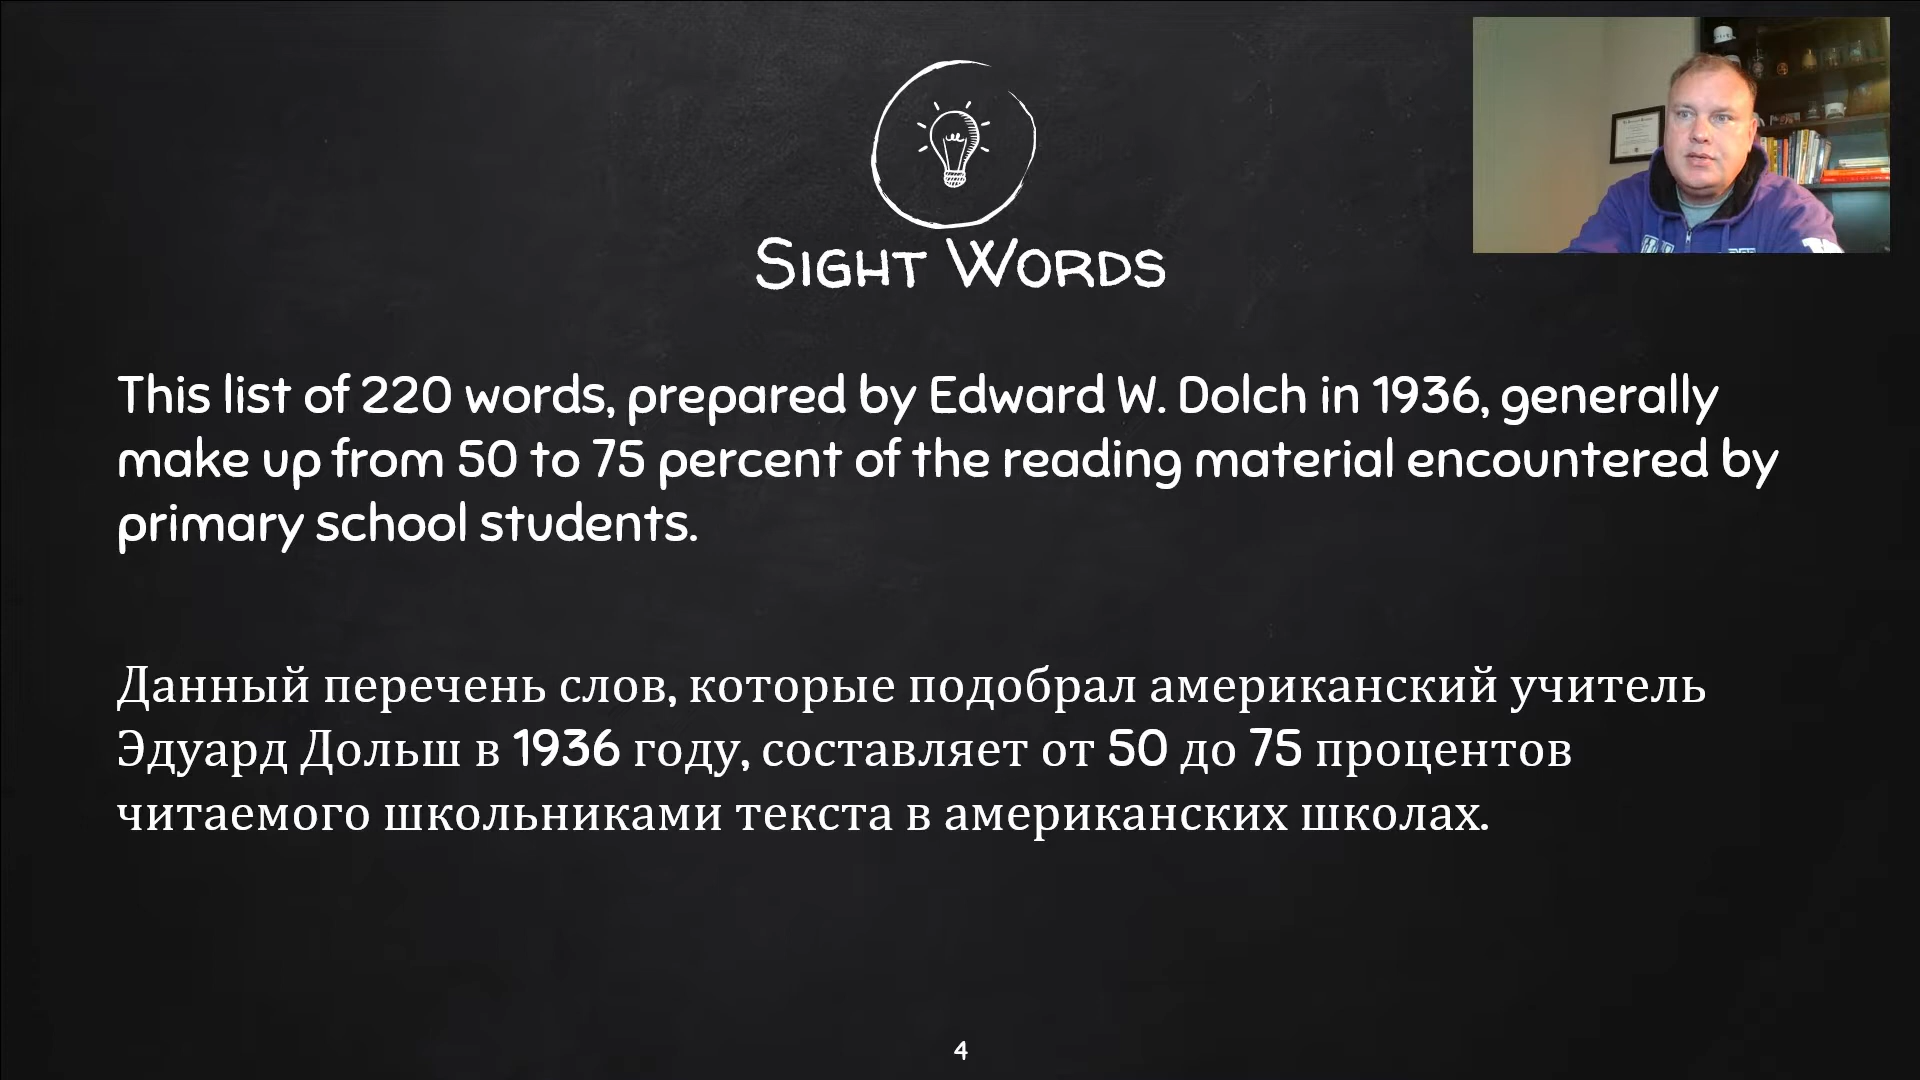 Sight Words
This list of 220 words, prepared by Edward W. Dolch in 1936, generally
make up from 50 to 75 percent of the reading material encountered by
primary school students.
Данный перечень слов, которые подобрал американский учитель
Эдуард Дольш в 1936 году, составляет от 50 до 75 процентов
читаемого школьниками текста в американских школах.
4